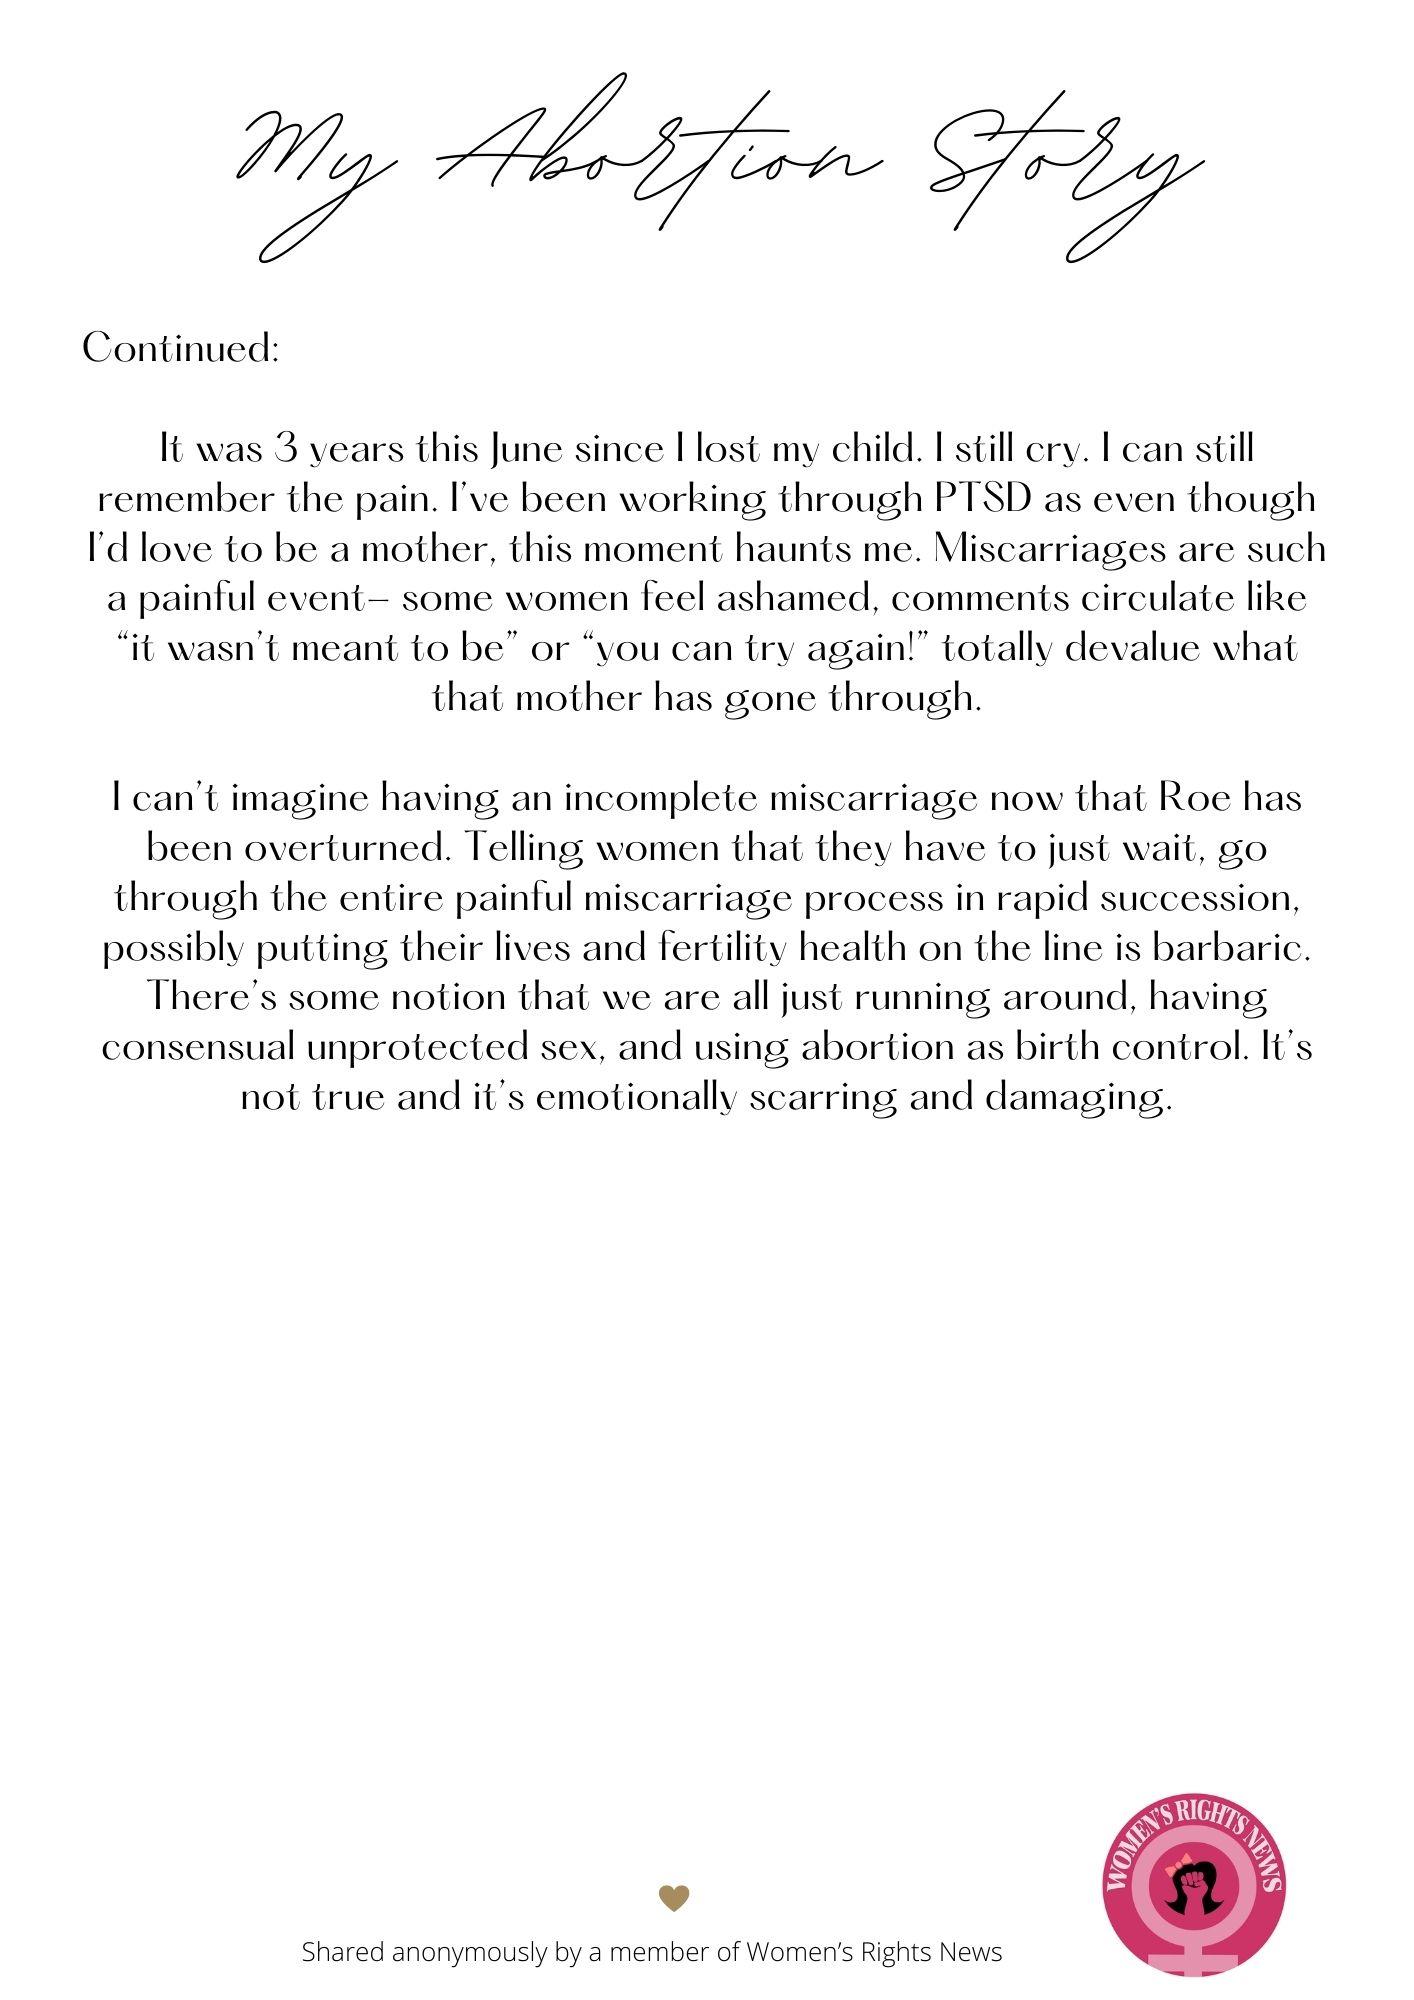 My Abortion Story
Continued:
It was 3 years this June since I lost my child. I still cry. I can still
remember the pain. I've been working through PTSD as even though
I'd love to be a mother, this moment haunts me. Miscarriages are such
a painful event– some women feel ashamed, comments circulate like
“it wasn't meant to be” or “you can try again!” totally devalue what
that mother has gone through.
I can't imagine having an incomplete miscarriage now that Roe has
been overturned. Telling women that they have to just wait, go
through the entire painful miscarriage process in rapid succession,
possibly putting their lives and fertility health on the line is barbaric.
There's some notion that we are all just running around, having
consensual unprotected sex, and using abortion as birth control. It's
not true and it's emotionally scarring and damaging.
WOMEN'S RIGHTS NEWS
Shared anonymously by a member of Women's Rights News